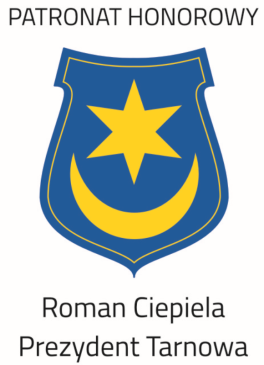 PATRONAT HONOROWY
Roman Ciepiela
Prezydent Tarnowa